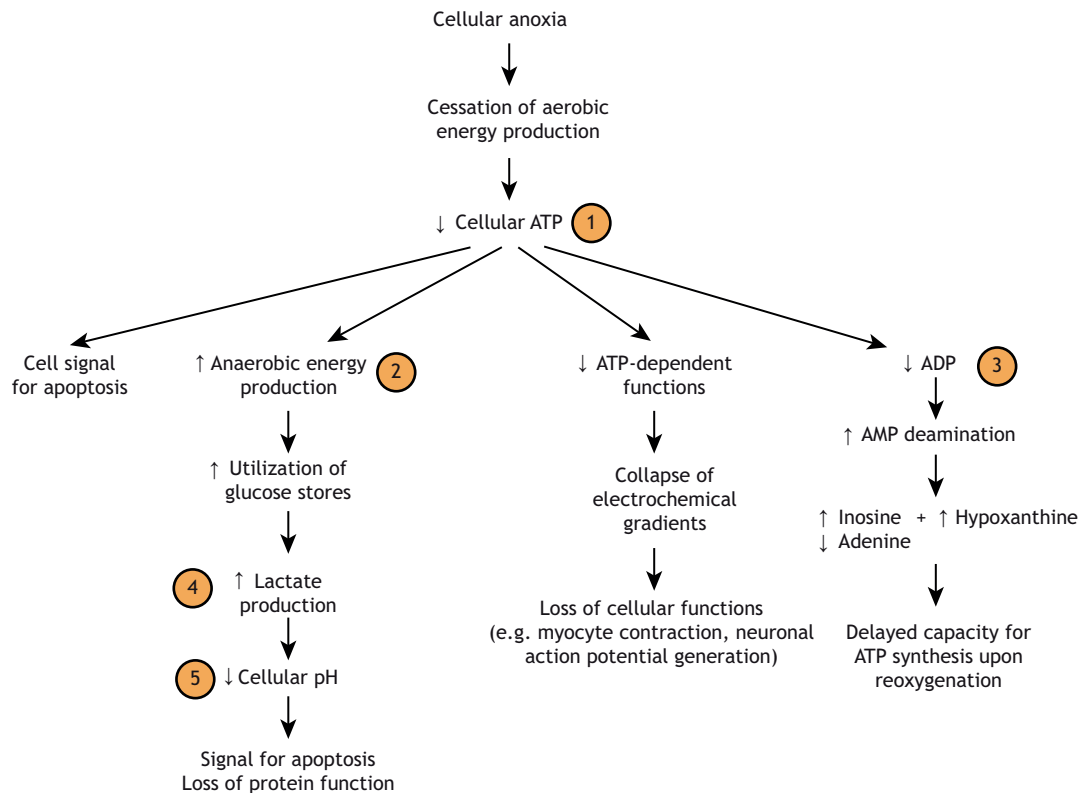 Cellular anoxia
Cessation of aerobic
energy production
↓ Cellular ATP 1
Cell signal
for apoptosis
↑ Anaerobic energy
production 2
↑ Utilization of
glucose stores
4 ↑ Lactate
production
5 ↓ Cellular pH
Signal for apoptosis
Loss of protein function
↓ ATP-dependent
functions
Collapse of
electrochemical
gradients
Loss of cellular functions
(e.g. myocyte contraction, neuronal
action potential generation)
↓ ADP 3
↑ AMP deamination
↑ Inosine + ↑ Hypoxanthine
↓ Adenine
Delayed capacity for
ATP synthesis upon
reoxygenation